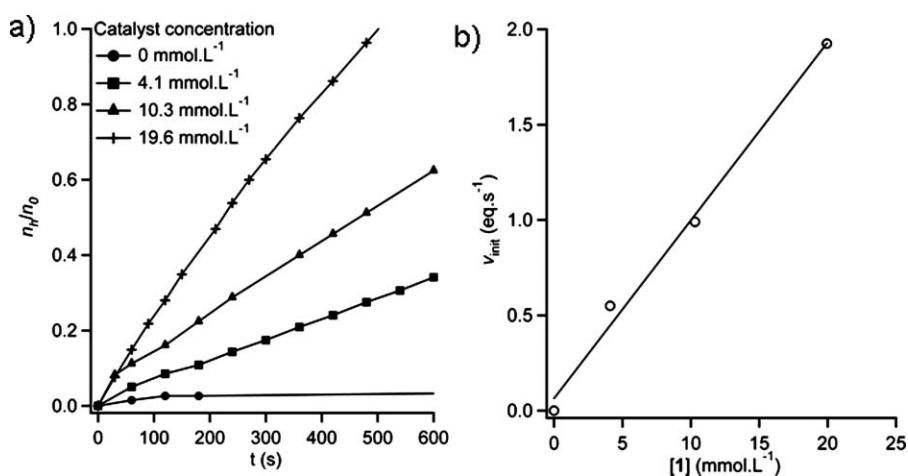 a)
Catalyst concentration
0 mmol.L-1
4.1 mmol.L-1
10.3 mmol.L-1
19.6 mmol.L-1
1.0
0.8
0.6
0.4
0.2
0.0
nh/n0
0 100 200 300 400 500 600
t (s)
b)
2.0
1.5
1.0
0.5
0.0
vinit (eq.s-1)
0 5 10 15 20 25
[1] (mmol.L-1)